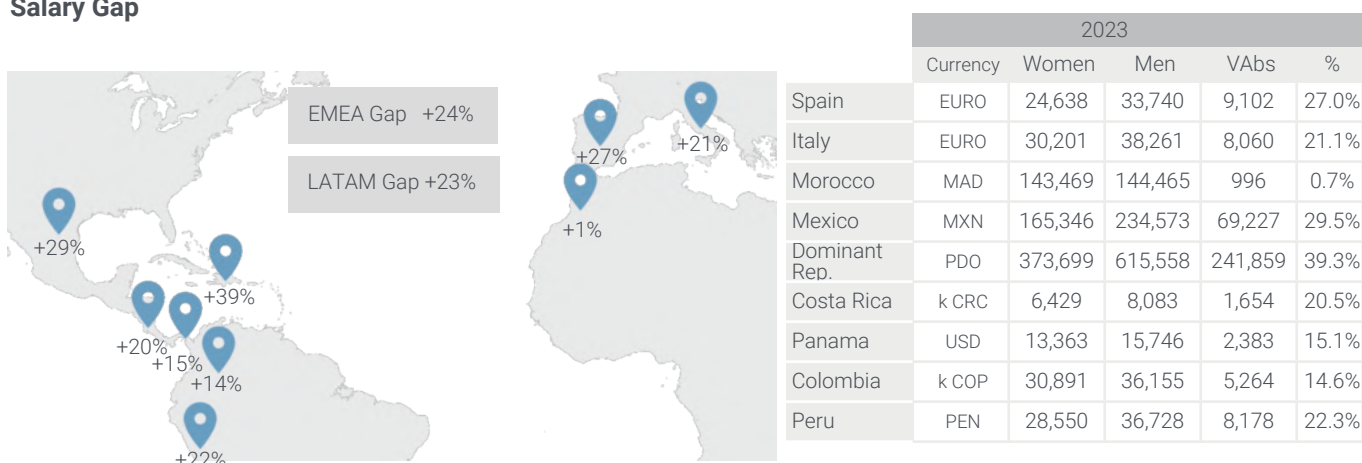 Salary Gap
EMEA Gap +24%
LATAM Gap +23%
+27%
+21%
+1%
+29%
+39%
+20%
+15%
+14%
+22%
2023
Currency Women Men VAbs %
Spain EURO 24,638 33,740 9,102 27.0%
Italy EURO 30,201 38,261 8,060 21.1%
Morocco MAD 143,469 144,465 996 0.7%
Mexico MXN 165,346 234,573 69,227 29.5%
Dominant
Rep. PDO 373,699 615,558 241,859 39.3%
Costa Rica k CRC 6,429 8,083 1,654 20.5%
Panama USD 13,363 15,746 2,383 15.1%
Colombia k COP 30,891 36,155 5,264 14.6%
Peru PEN 28,550 36,728 8,178 22.3%